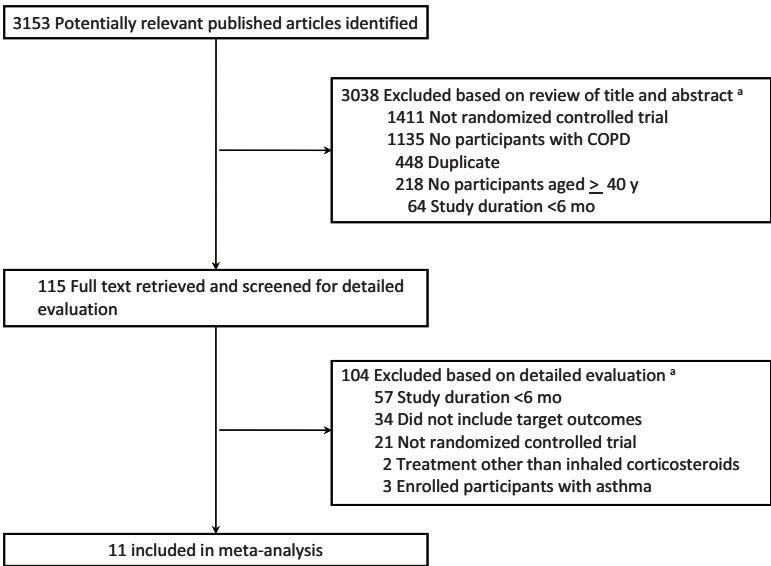 3153 Potentially relevant published articles identified
3038 Excluded based on review of title and abstract a
1411 Not randomized controlled trial
1135 No participants with COPD
448 Duplicate
218 No participants aged ≥ 40 y
64 Study duration <6 mo
115 Full text retrieved and screened for detailed
evaluation
104 Excluded based on detailed evaluation a
57 Study duration <6 mo
34 Did not include target outcomes
21 Not randomized controlled trial
2 Treatment other than inhaled corticosteroids
3 Enrolled participants with asthma
11 included in meta-analysis